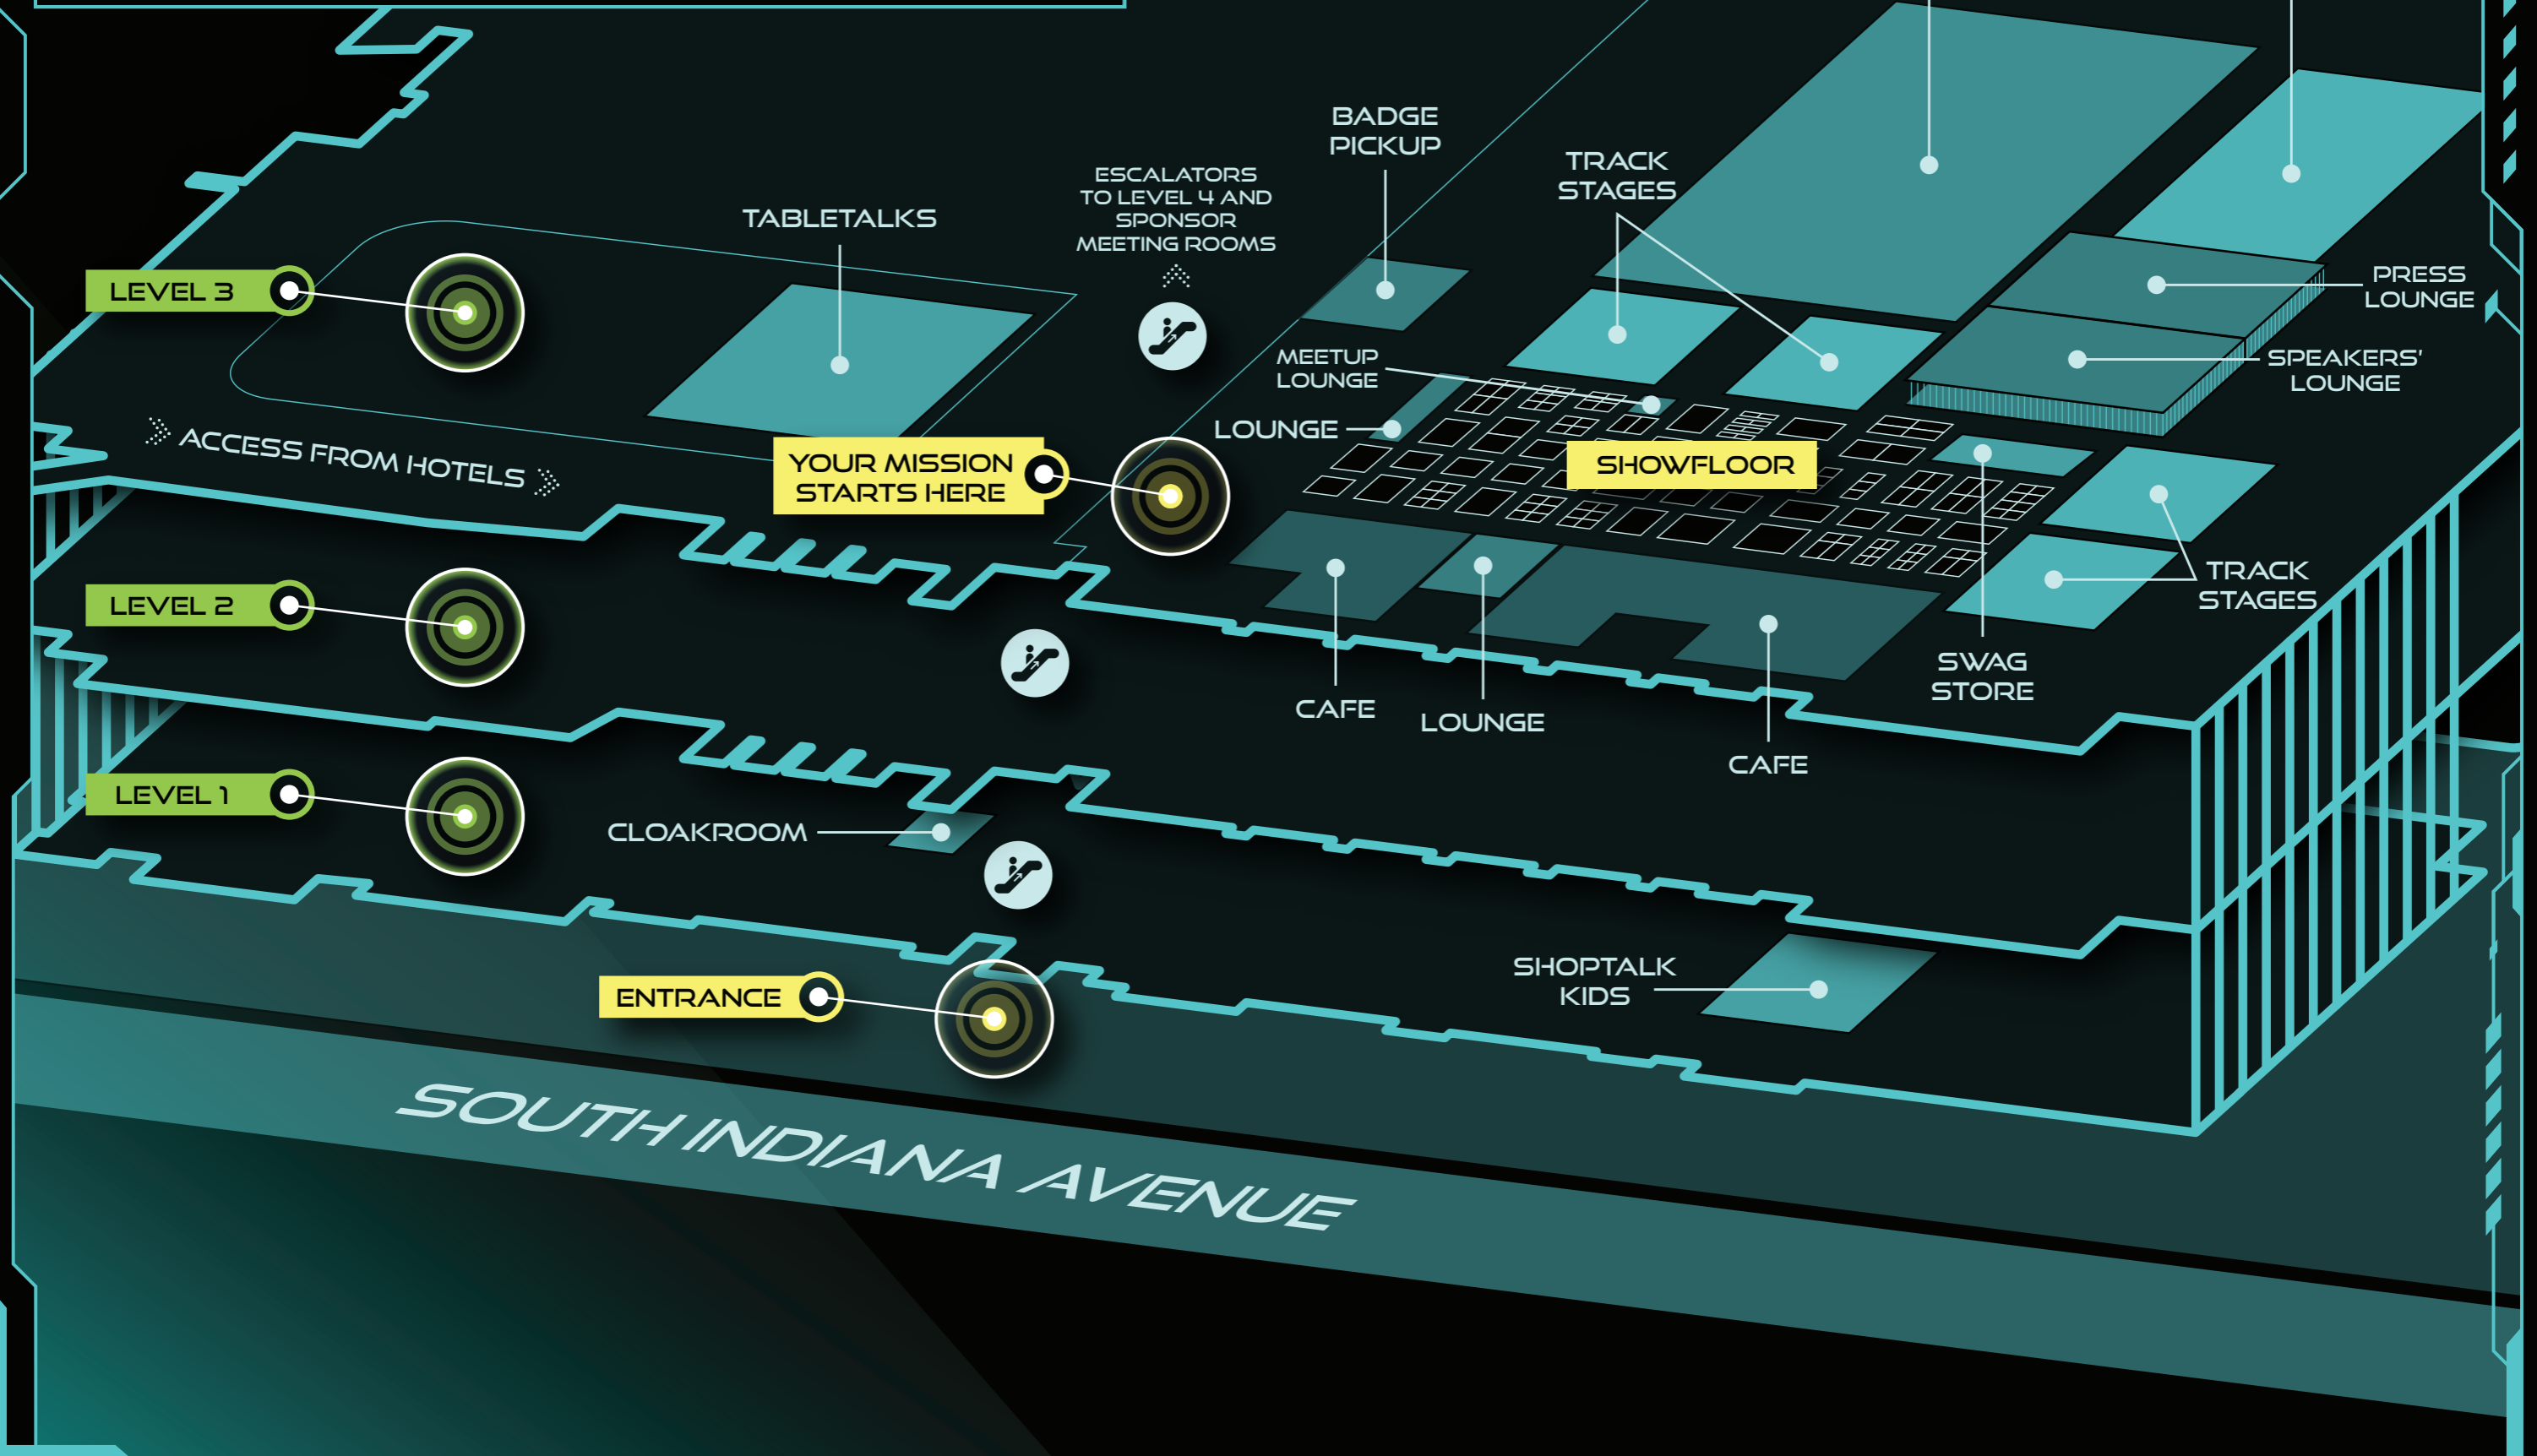 BADGE
PICKUP
TRACK
STAGES
ESCALATORS
TO LEVEL 4 AND
SPONSOR
MEETING ROOMS
TABLETALKS
LEVEL 3
PRESS
LOUNGE
MEETUP
LOUNGE
SPEAKERS'
LOUNGE
LOUNGE
ACCESS FROM HOTELS
YOUR MISSION
STARTS HERE
SHOWFLOOR
TRACK
STAGES
LEVEL 2
SWAG
STORE
CAFE
LOUNGE
CAFE
LEVEL 1
CLOAKROOM
SHOPTALK
KIDS
ENTRANCE
SOUTH INDIANA AVENUE